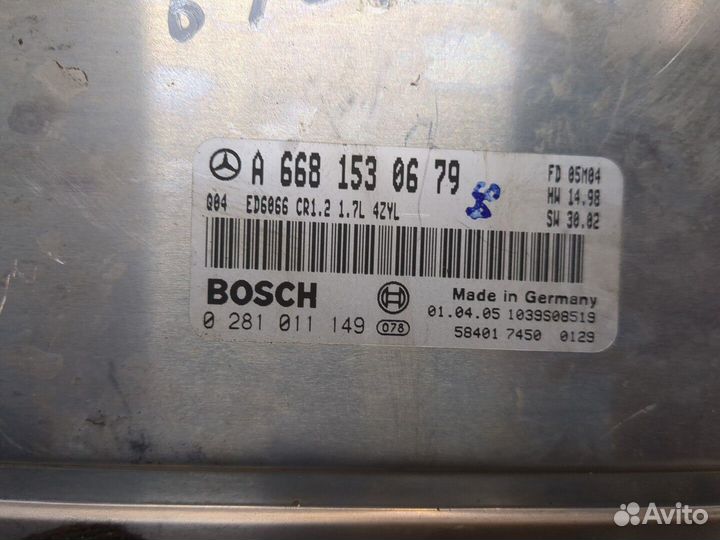 A 668 153 06 79
FD 05M04
HW 14.98
SW 30.02
Q04 ED6066 CR1.2 1.7L 4ZYL
BOSCH
Made in Germany
0 281 011 149 078
01.04.05 1039S08519
58401 7450 0129
Avito